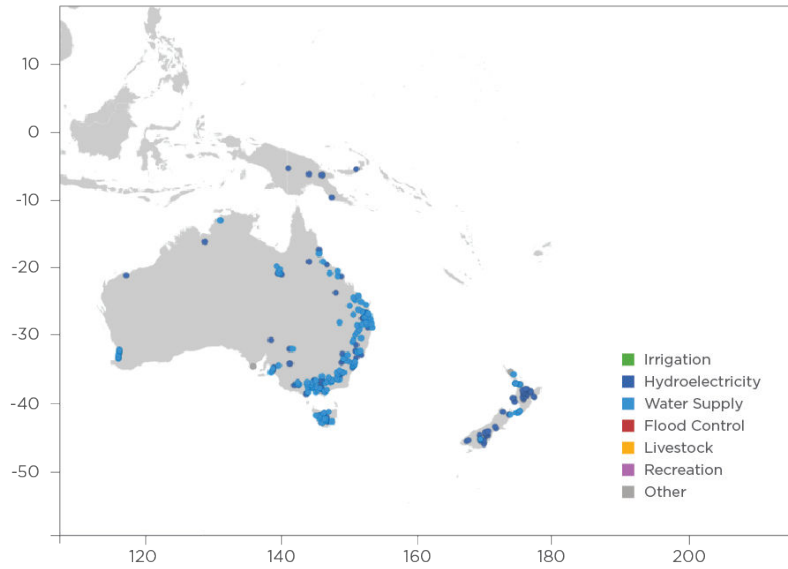 10
0
-10
-20
-30
-40
-50
Irrigation
Hydroelectricity
Water Supply
Flood Control
Livestock
Recreation
Other
120
140
160
180
200